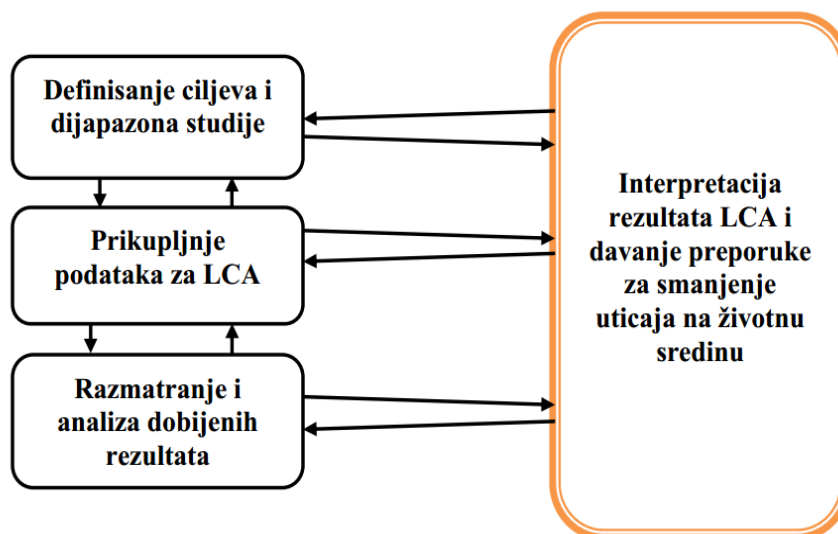 Definisanje ciljeva i
dijapazona studije
Prikupljnje
podataka za LCA
Razmatranje i
analiza dobijenih
rezultata
Interpretacija
rezultata LCA i
davanje preporuke
za smanjenje
uticaja na životnu
sredinu